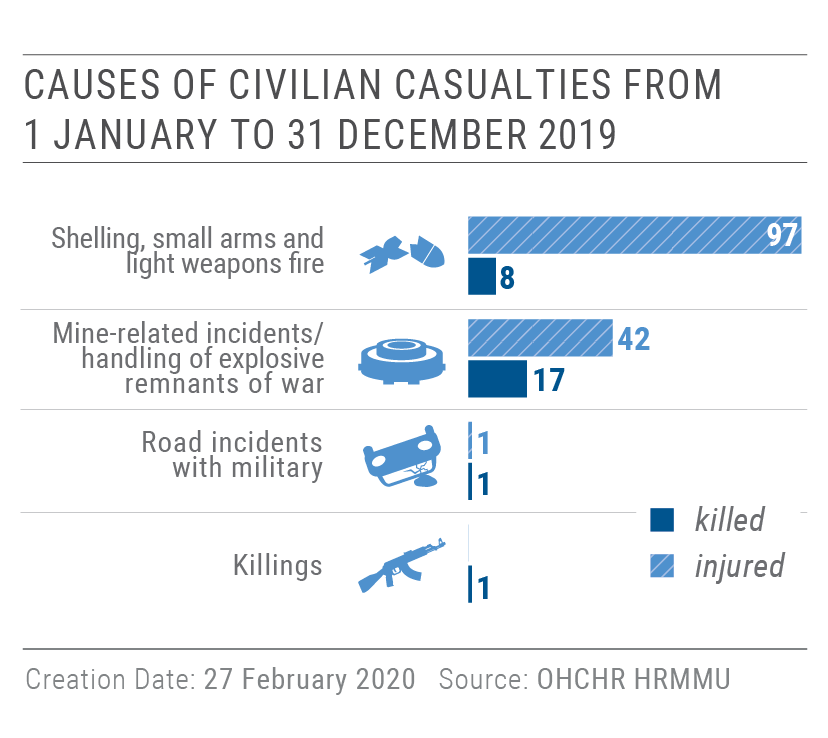 CAUSES OF CIVILIAN CASUALTIES FROM
1 JANUARY TO 31 DECEMBER 2019
Shelling, small arms and
light weapons fire
97
8
Mine-related incidents/
handling of explosive
remnants of war
42
17
Road incidents
with military
1
1
Killings
1
killed
injured
Creation Date: 27 February 2020 Source: OHCHR HRMMU